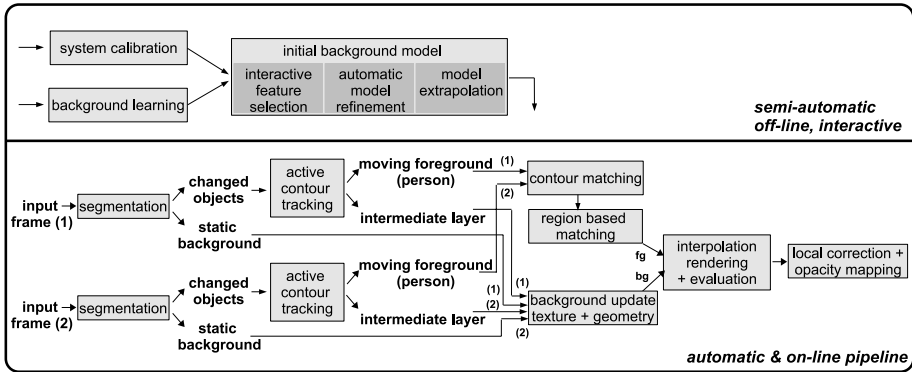 system calibration
background learning
initial background model
interactive
feature
selection
automatic
model
refinement
model
extrapolation
semi-automatic
off-line, interactive
input
frame (1)
segmentation
changed
objects
static
background
active
contour
tracking
moving foreground
(person)
intermediate layer
(1)
(2)
contour matching
region based
matching
fg
bg
interpolation
rendering
+ evaluation
local correction +
opacity mapping
input
frame (2)
segmentation
changed
objects
static
background
active
contour
tracking
moving foreground
(person)
intermediate layer
(1)
(1)
(2)
(2)
background update
texture + geometry
automatic & on-line pipeline